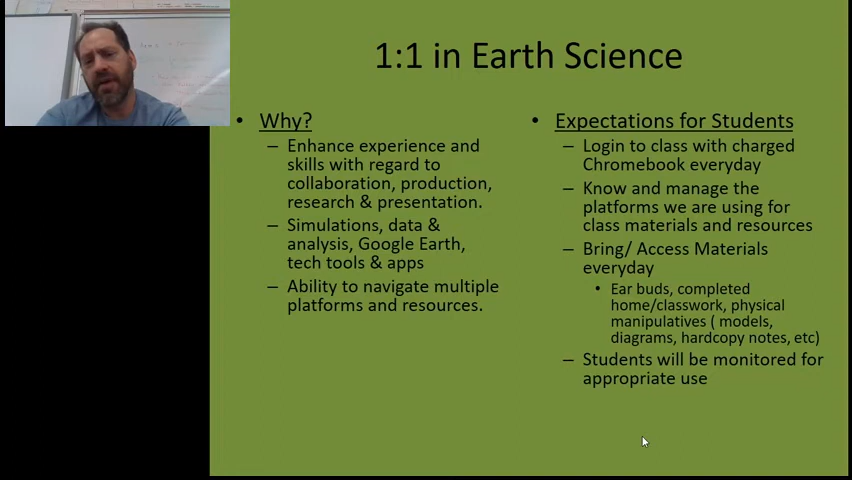 1:1 in Earth Science
• Why?
– Enhance experience and
skills with regard to
collaboration, production,
research & presentation.
– Simulations, data &
analysis, Google Earth,
tech tools & apps
– Ability to navigate multiple
platforms and resources.
• Expectations for Students
– Login to class with charged
Chromebook everyday
– Know and manage the
platforms we are using for
class materials and resources
– Bring/ Access Materials
everyday
• Ear buds, completed
home/classwork, physical
manipulatives ( models,
diagrams, hardcopy notes, etc)
– Students will be monitored for
appropriate use